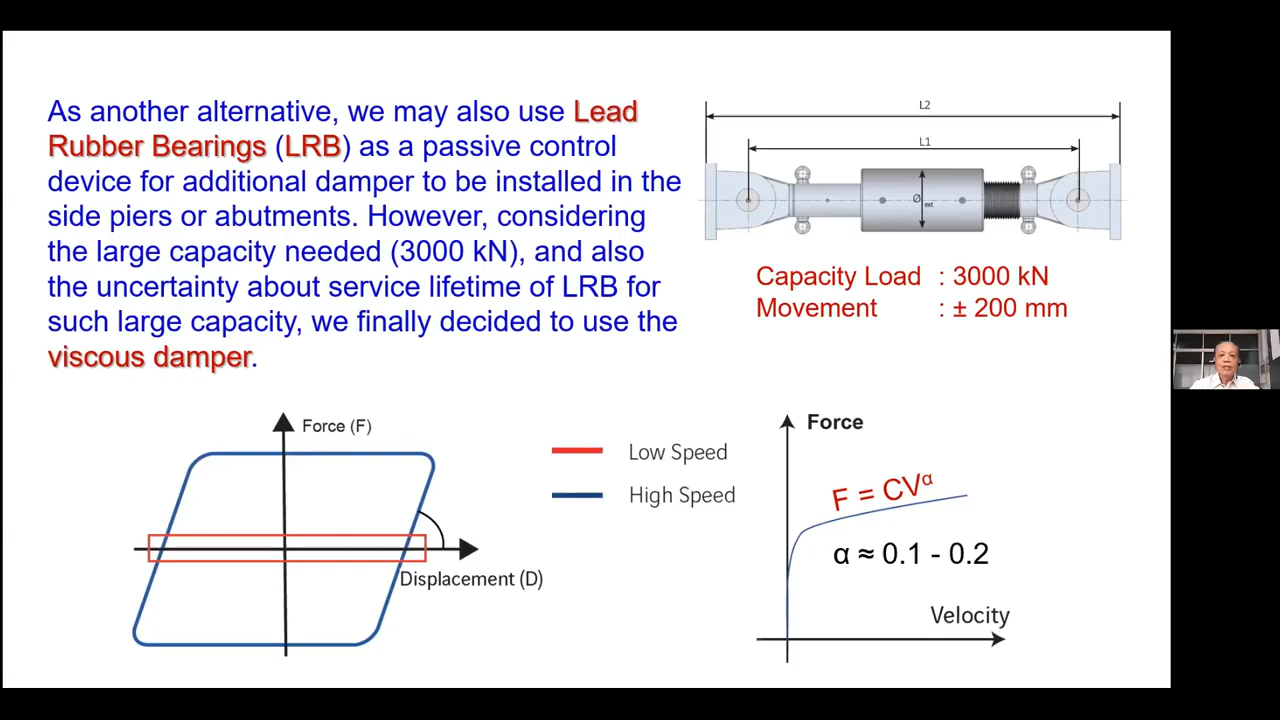 As another alternative, we may also use Lead
Rubber Bearings (LRB) as a passive control
device for additional damper to be installed in the
side piers or abutments. However, considering
the large capacity needed (3000 kN), and also
the uncertainty about service lifetime of LRB for
such large capacity, we finally decided to use the
viscous damper.
L2
L1
Ø ext
Capacity Load : 3000 kN
Movement : ± 200 mm
Force (F)
Displacement (D)
Low Speed
High Speed
Force
F = CVᵅ
α ≈ 0.1 - 0.2
Velocity